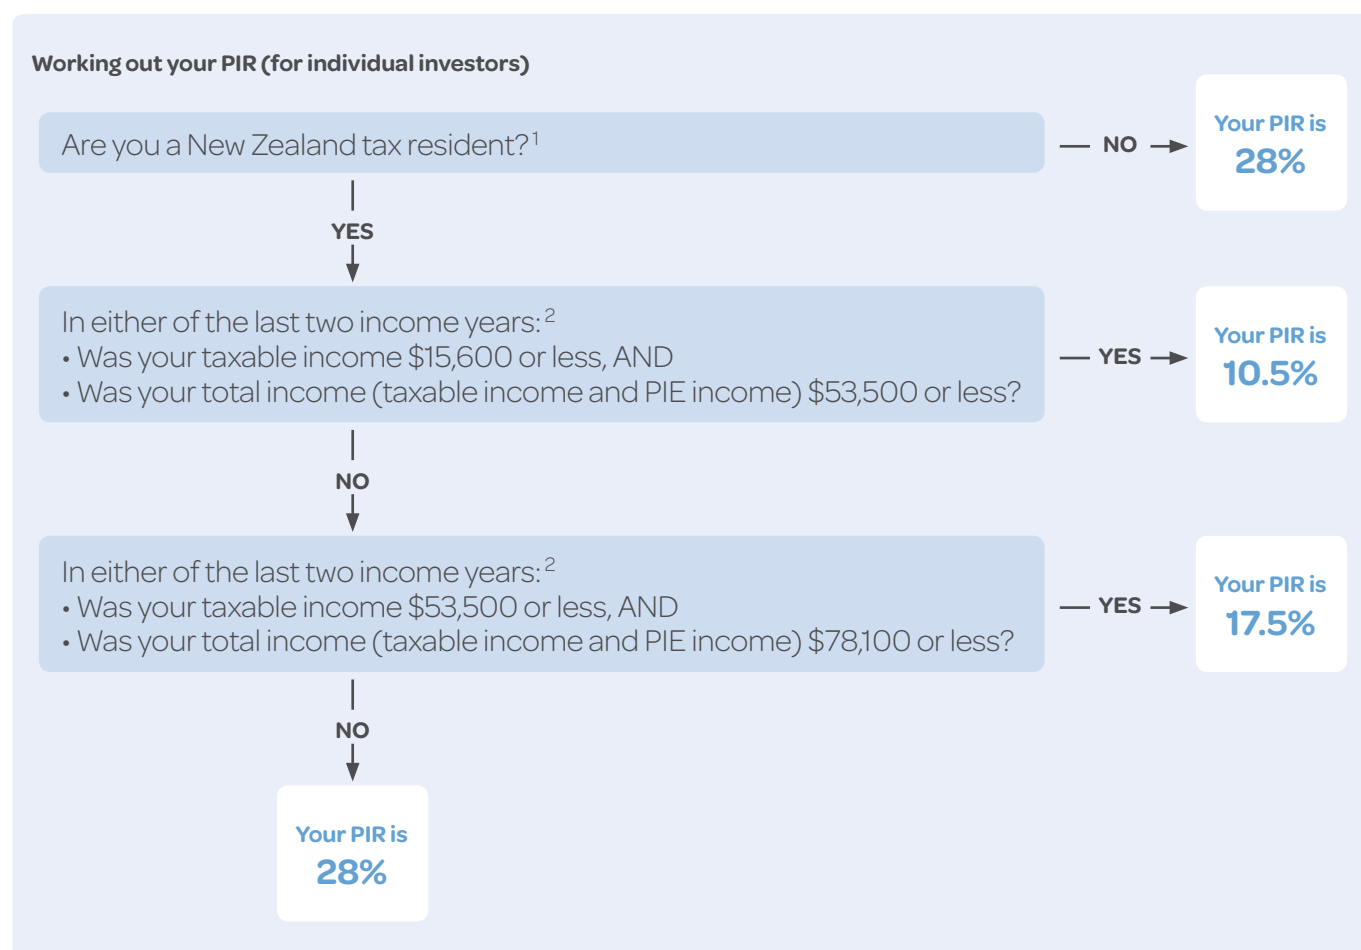 Working out your PIR (for individual investors)
Are you a New Zealand tax resident?¹
NO
Your PIR is
28%
YES
In either of the last two income years:²
• Was your taxable income $15,600 or less, AND
• Was your total income (taxable income and PIE income) $53,500 or less?
YES
Your PIR is
10.5%
NO
In either of the last two income years:²
• Was your taxable income $53,500 or less, AND
• Was your total income (taxable income and PIE income) $78,100 or less?
YES
Your PIR is
17.5%
NO
Your PIR is
28%